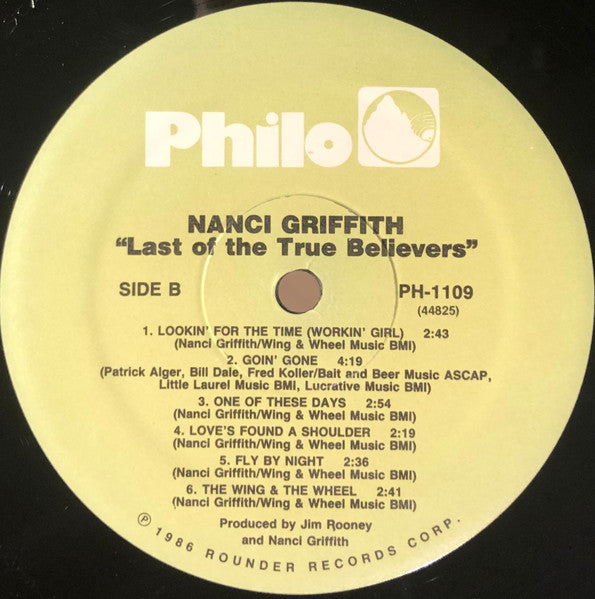 Philo
NANCI GRIFFITH
“Last of the True Believers”
SIDE B
PH-1109
(44825)
1. LOOKIN' FOR THE TIME (WORKIN' GIRL) 2:43
(Nanci Griffith/Wing & Wheel Music BMI)
2. GOIN' GONE 4:19
(Patrick Alger, Bill Dale, Fred Koller/Bait and Beer Music ASCAP,
Little Laurel Music BMI, Lucrative Music BMI)
3. ONE OF THESE DAYS 2:54
(Nanci Griffith/Wing & Wheel Music BMI)
4. LOVE'S FOUND A SHOULDER 2:19
(Nanci Griffith/Wing & Wheel Music BMI)
5. FLY BY NIGHT 2:36
(Nanci Griffith/Wing & Wheel Music BMI)
6. THE WING & THE WHEEL 2:41
(Nanci Griffith/Wing & Wheel Music BMI)
Produced by Jim Rooney
and Nanci Griffith
℗ 1986 ROUNDER RECORDS CORP.